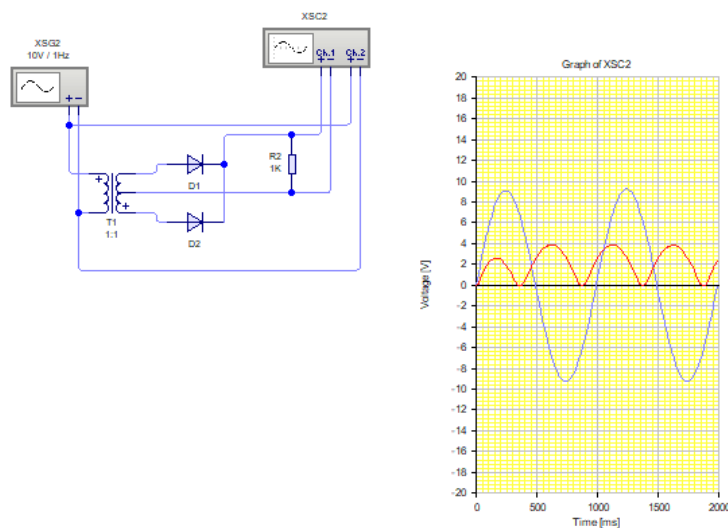 XSC2
XSG2
10V / 1Hz
Ch.1 Ch.2
+ - + -
+ -
R2
1K
D1
T1
1:1
D2
Graph of XSC2
Voltage [V]
20
18
16
14
12
10
8
6
4
2
0
-2
-4
-6
-8
-10
-12
-14
-16
-18
-20
0 500 1000 1500 2000
Time [ms]